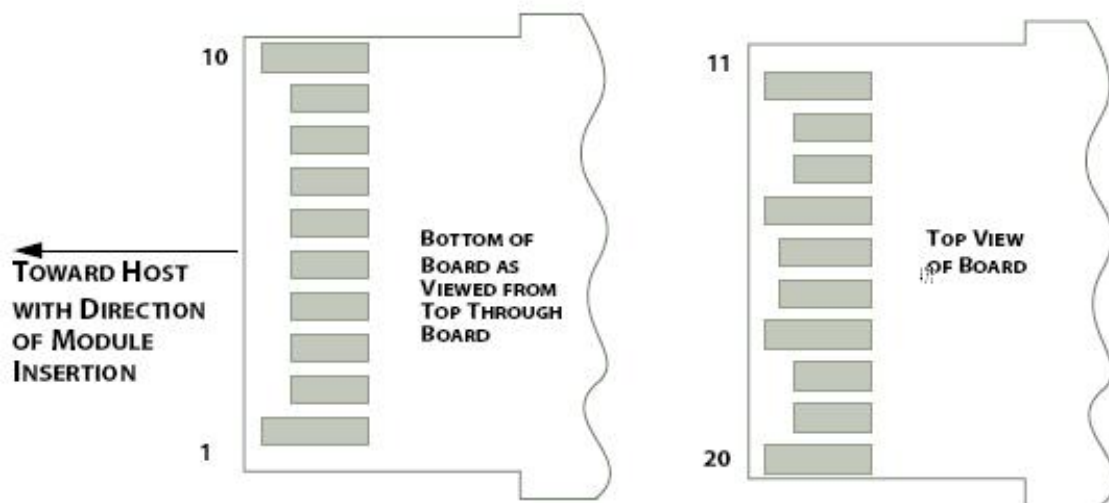 10
1
TOWARD HOST
WITH DIRECTION
OF MODULE
INSERTION
BOTTOM OF
BOARD AS
VIEWED FROM
TOP THROUGH
BOARD
11
20
TOP VIEW
OF BOARD